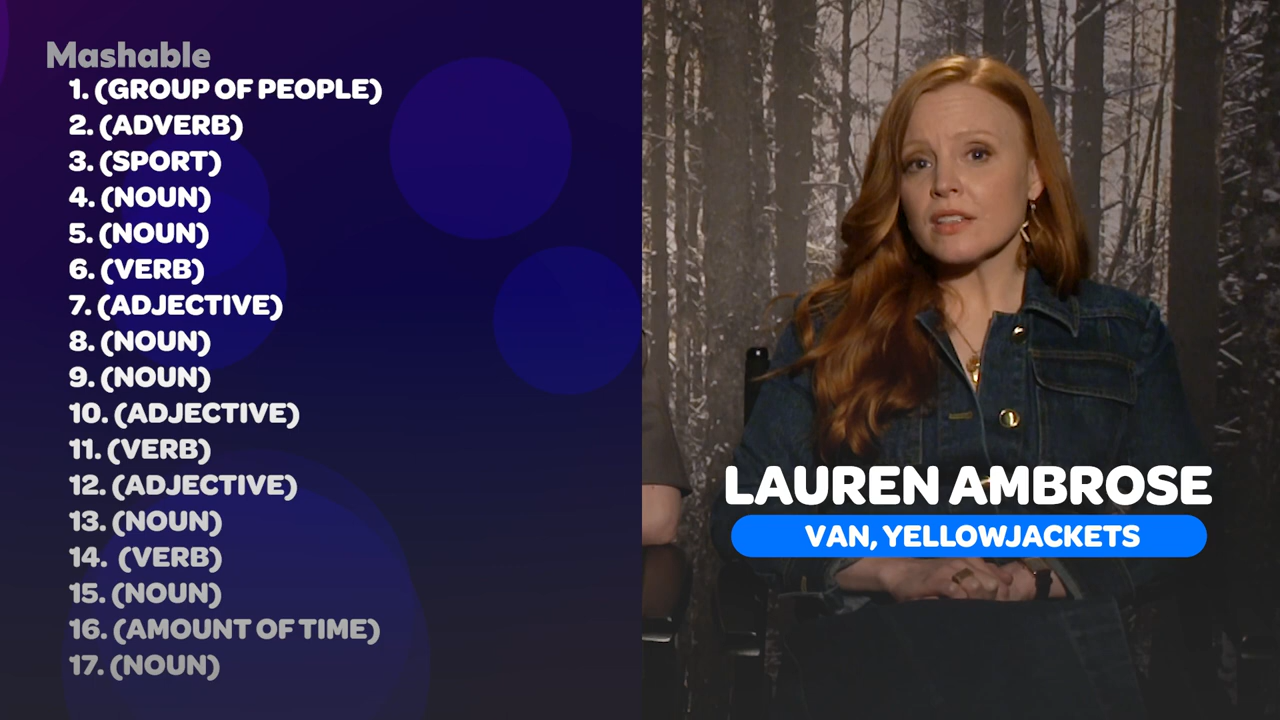 Mashable
1. (GROUP OF PEOPLE)
2. (ADVERB)
3. (SPORT)
4. (NOUN)
5. (NOUN)
6. (VERB)
7. (ADJECTIVE)
8. (NOUN)
9. (NOUN)
10. (ADJECTIVE)
11. (VERB)
12. (ADJECTIVE)
13. (NOUN)
14. (VERB)
15. (NOUN)
16. (AMOUNT OF TIME)
17. (NOUN)
LAUREN AMBROSE
VAN, YELLOWJACKETS